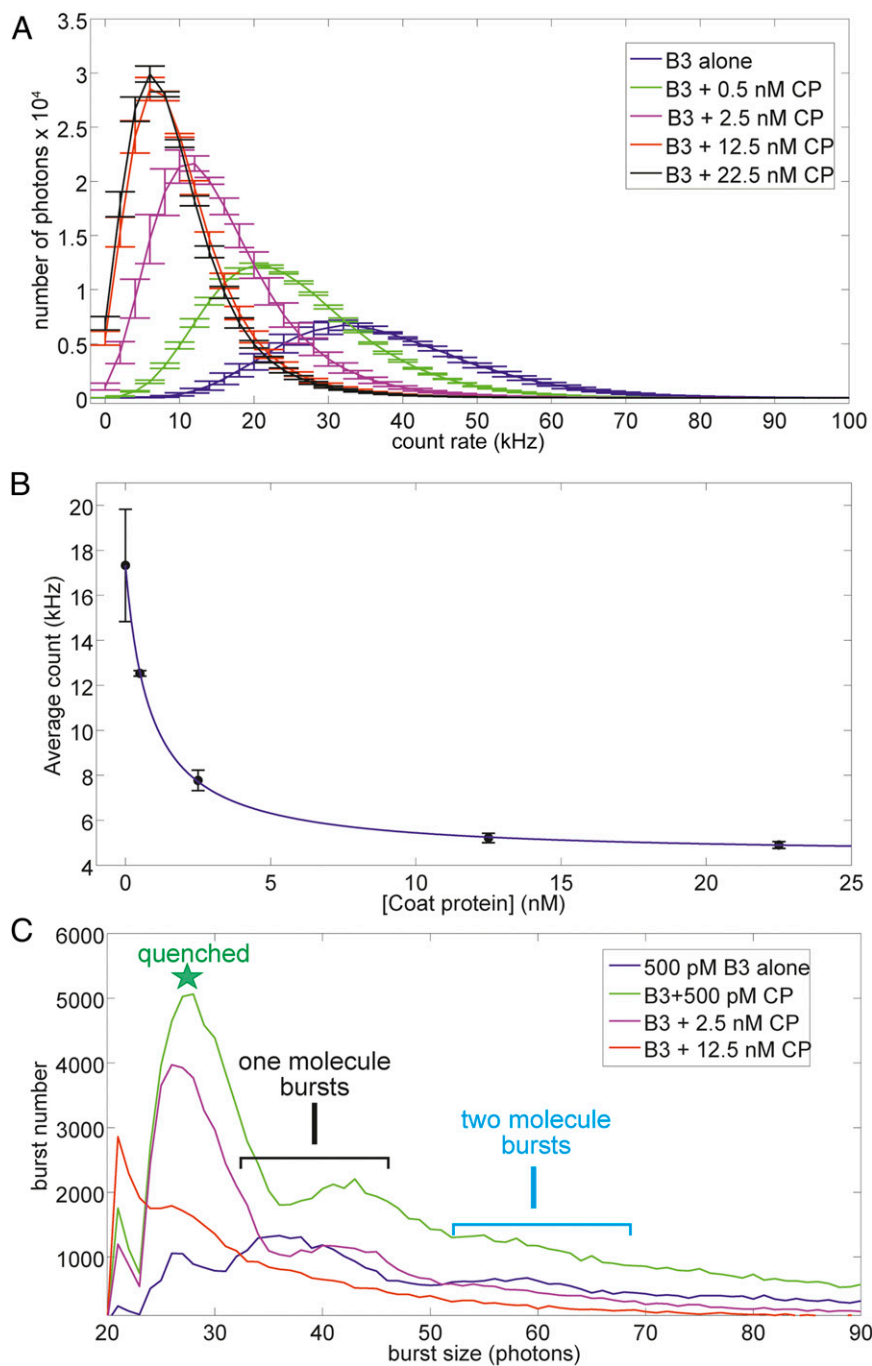 A
3.5
3
2.5
2
1.5
1
0.5
0
number of photons x 10⁴
B3 alone
B3 + 0.5 nM CP
B3 + 2.5 nM CP
B3 + 12.5 nM CP
B3 + 22.5 nM CP
0 10 20 30 40 50 60 70 80 90 100
count rate (kHz)
B
20
18
16
14
12
10
8
6
4
Average count (kHz)
0 5 10 15 20 25
[Coat protein] (nM)
C
6000
5000
4000
3000
2000
1000
burst number
quenched
one molecule
bursts
two molecule
bursts
500 pM B3 alone
B3+500 pM CP
B3 + 2.5 nM CP
B3 + 12.5 nM CP
20 30 40 50 60 70 80 90
burst size (photons)